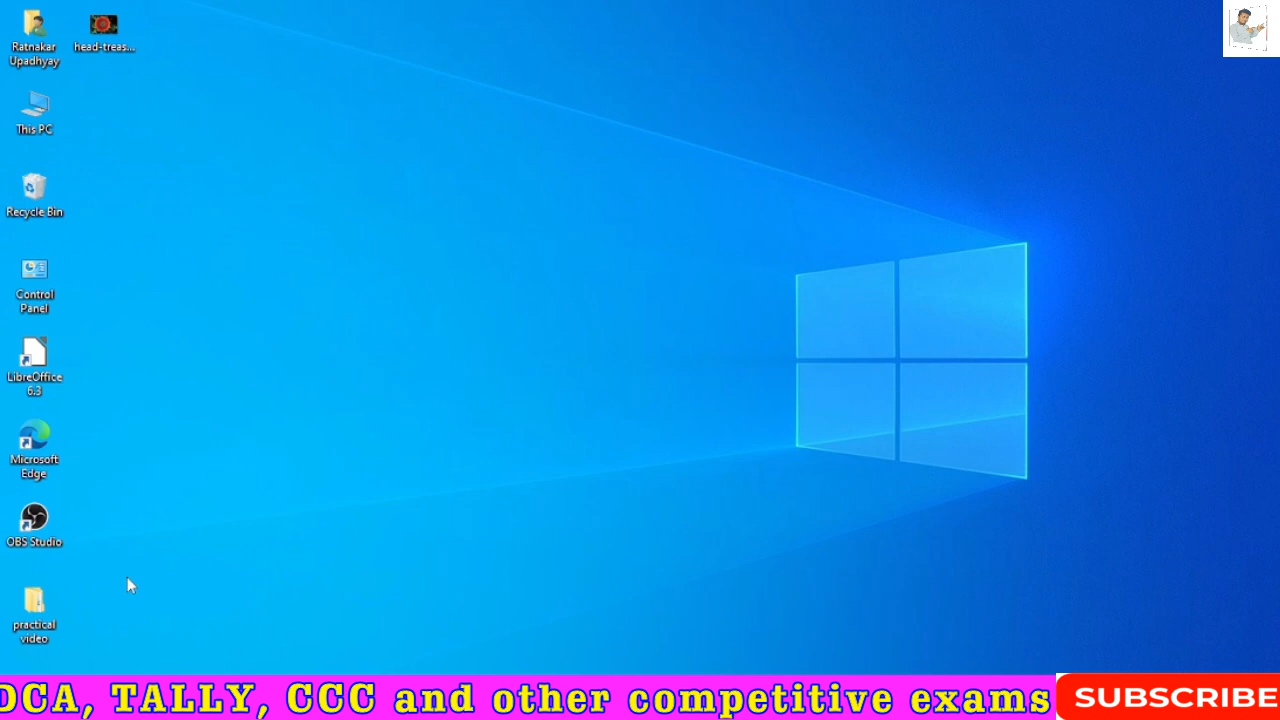 Ratnakar
Upadhyay
head-treas...
This PC
Recycle Bin
Control
Panel
LibreOffice
6.3
Microsoft
Edge
OBS Studio
practical
video
DCA, TALLY, CCC and other competitive exams
SUBSCRIBE